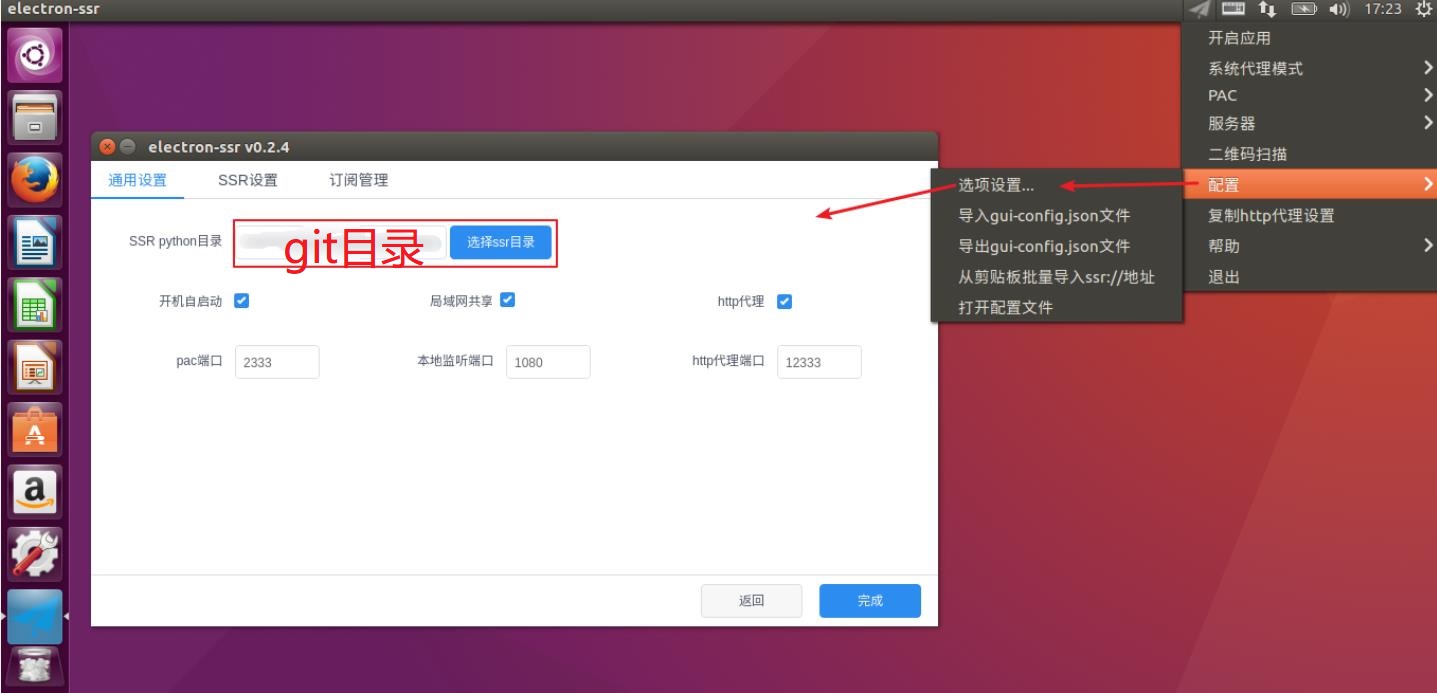 electron-ssr
17:23
electron-ssr v0.2.4
通用设置 SSR设置 订阅管理
SSR python目录 git目录 选择ssr目录
开机自启动 局域网共享 http代理
pac端口 2333 本地监听端口 1080 http代理端口 12333
返回 完成
选项设置...
导入gui-config.json文件
导出gui-config.json文件
从剪贴板批量导入ssr://地址
打开配置文件
开启应用
系统代理模式
PAC
服务器
二维码扫描
配置
复制http代理设置
帮助
退出